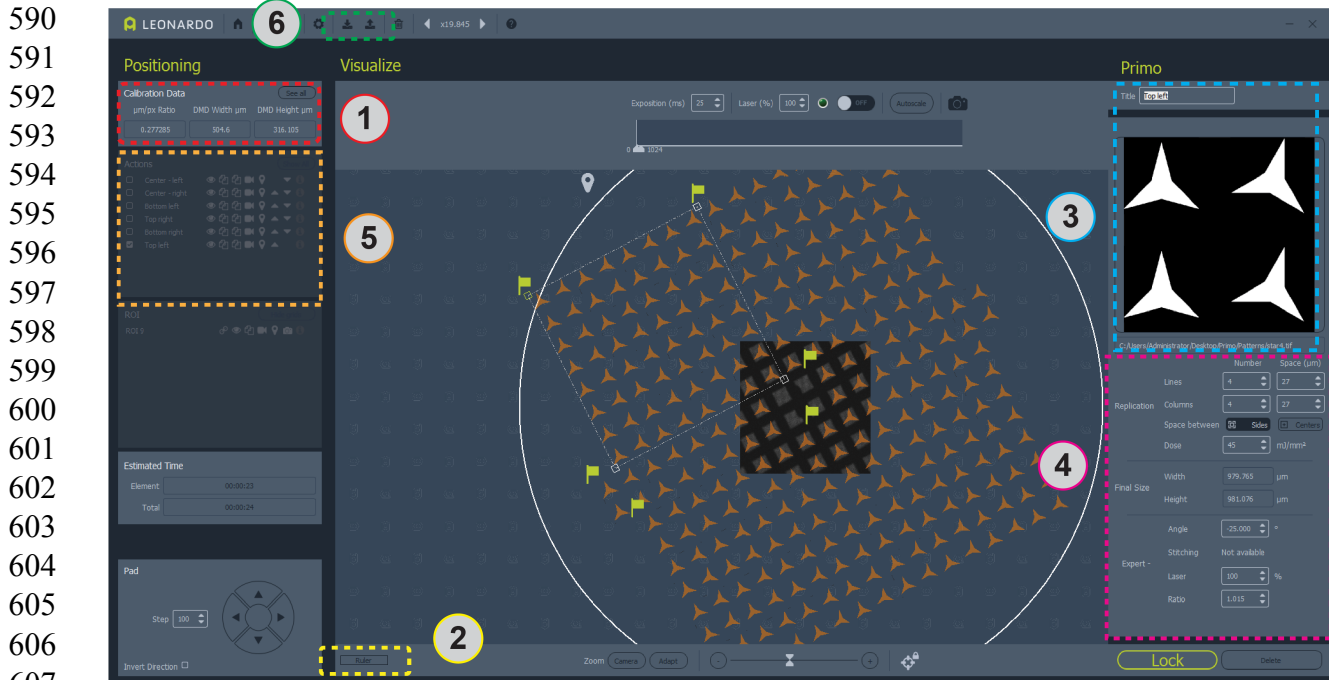 590
591
592
593
594
595
596
597
598
599
600
601
602
603
604
605
606
607
LEONARDO
6
x19.845
Positioning
Visualize
Primo
Calibration Data
See all
µm/px Ratio DMD Width µm DMD Height µm
0.277285 504.6 316.105
1
Actions
Center - left
Center - right
Bottom left
Top right
Bottom right
Top left
5
ROI
ROI 5
Estimated Time
Element 00:00:23
Total 00:00:24
Pad
Step 100
Invert Direction
Exposition (ms) 25 Laser (%) 100 OFF Autoscale
0 1024
2
Ruler
Zoom Camera Adapt
Title Top left
3
C:/Users/Administrator/Desktop/Primo/Patterns/star4.tif
Number Space (µm)
Lines 4 27
Replication Columns 4 27
Space between Sides Centers
Dose 45 mJ/mm²
4
Final Size
Width 979.765 µm
Height 981.076 µm
Angle -25.000 °
Stitching Not available
Expert -
Laser 100 %
Ratio 1.015
Lock Delete